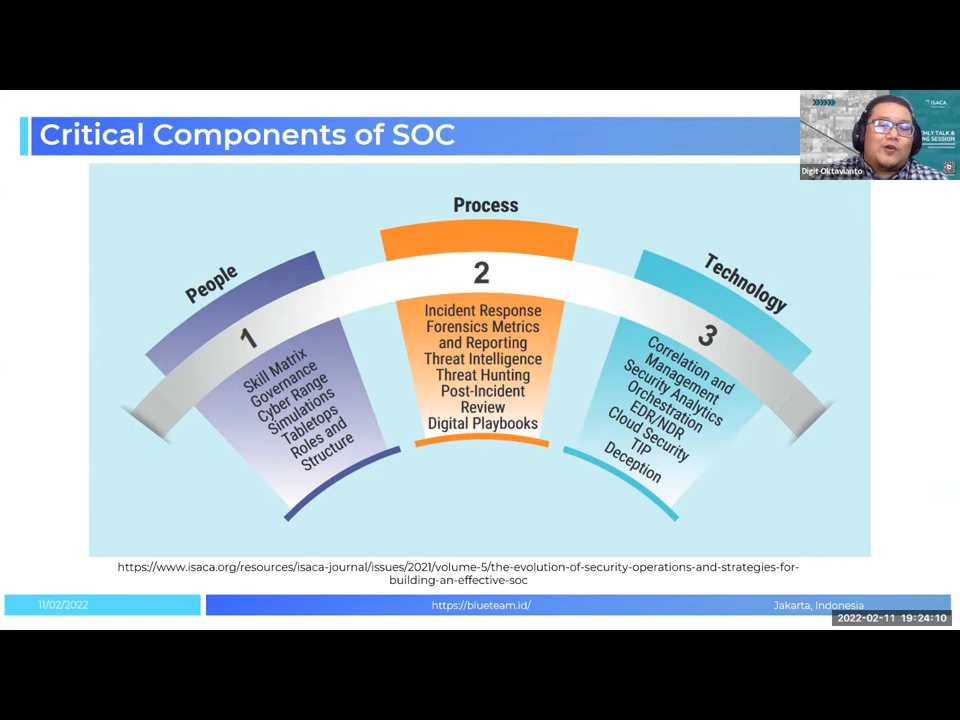 Critical Components of SOC
ISACA
HLY TALK &
NG SESSION
Digit Oktavianto
People
1
Skill Matrix
Governance
Cyber Range
Simulations
Tabletops
Roles and
Structure
Process
2
Incident Response
Forensics Metrics
and Reporting
Threat Intelligence
Threat Hunting
Post-Incident
Review
Digital Playbooks
Technology
3
Correlation and
Management
Security Analytics
Orchestration
EDR/NDR
Cloud Security
TIP
Deception
https://www.isaca.org/resources/isaca-journal/issues/2021/volume-5/the-evolution-of-security-operations-and-strategies-for-
building-an-effective-soc
11/02/2022
https://blueteam.id/
Jakarta, Indonesia
2022-02-11 19:24:10